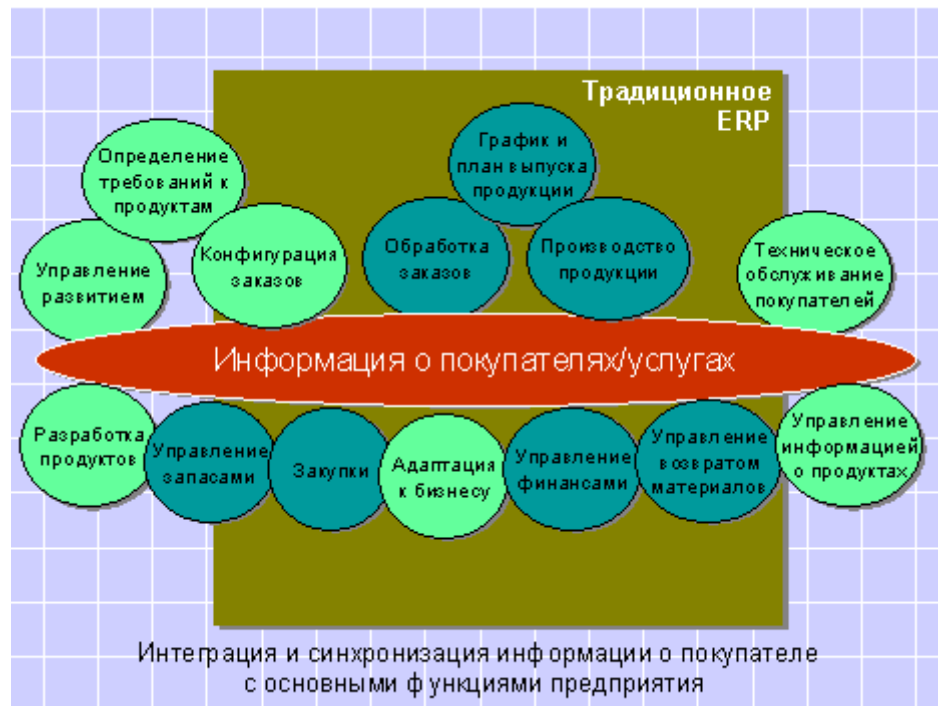 Традиционное
ERP
Определение
требований к
продуктам
График и
план выпуска
продукции
Управление
развитием
Конфигурация
заказов
Обработка
заказов
Производство
продукции
Техническое
обслуживание
покупателей
Информация о покупателях/услугах
Разработка
продуктов
Управление
запасами
Закупки
Адаптация
к бизнесу
Управление
финансами
Управление
возвратом
материалов
Управление
информацией
о продуктах
Интеграция и синхронизация информации о покупателе
с основными функциями предприятия